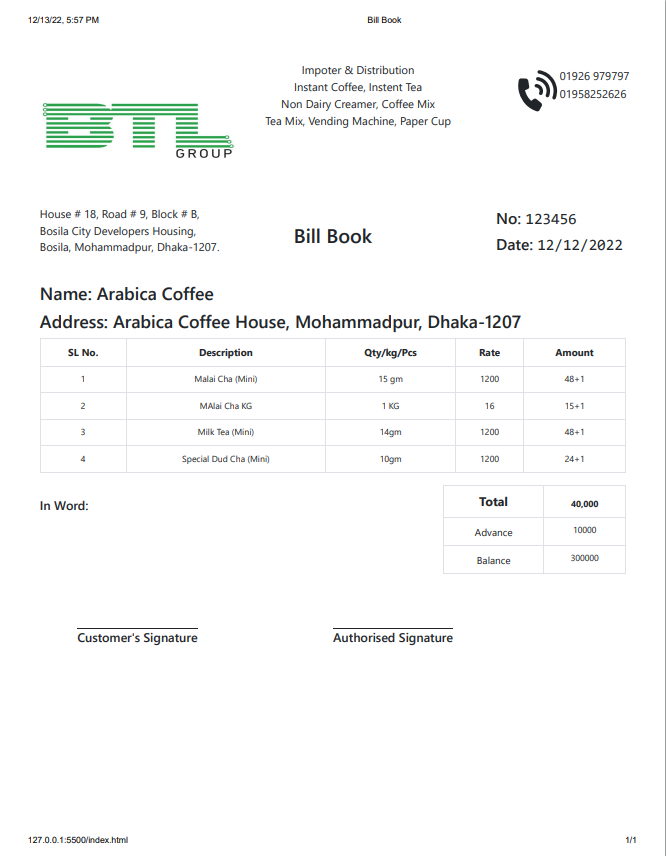 12/13/22, 5:57 PM Bill Book
Impoter & Distribution
Instant Coffee, Instent Tea
Non Dairy Creamer, Coffee Mix
Tea Mix, Vending Machine, Paper Cup
01926 979797
01958252626
BTL
GROUP
House # 18, Road # 9, Block # B,
Bosila City Developers Housing,
Bosila, Mohammadpur, Dhaka-1207.
Bill Book
No: 123456
Date: 12/12/2022
Name: Arabica Coffee
Address: Arabica Coffee House, Mohammadpur, Dhaka-1207
SL No. Description Qty/kg/Pcs Rate Amount
1 Malai Cha (Mini) 15 gm 1200 48+1
2 MAlai Cha KG 1 KG 16 15+1
3 Milk Tea (Mini) 14gm 1200 48+1
4 Special Dud Cha (Mini) 10gm 1200 24+1
In Word:
Total 40,000
Advance 10000
Balance 300000
Customer's Signature Authorised Signature
127.0.0.1:5500/index.html 1/1